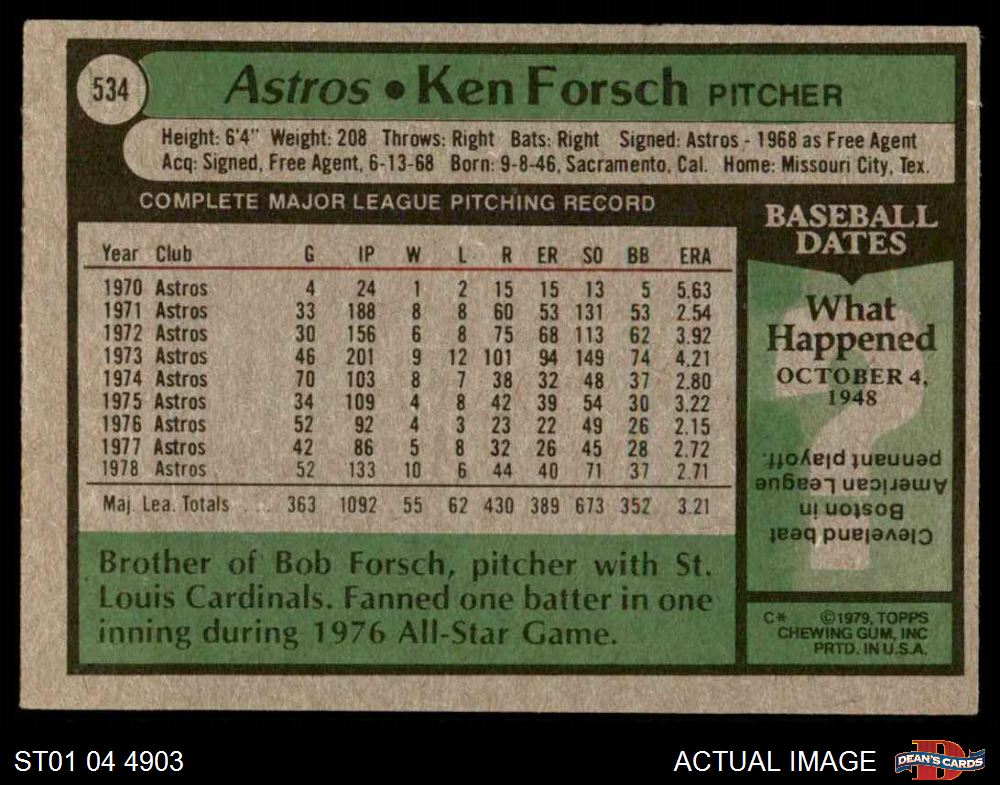 534
Astros • Ken Forsch PITCHER
Height: 6'4" Weight: 208 Throws: Right Bats: Right Signed: Astros - 1968 as Free Agent
Acq: Signed, Free Agent, 6-13-68 Born: 9-8-46, Sacramento, Cal. Home: Missouri City, Tex.
COMPLETE MAJOR LEAGUE PITCHING RECORD
Year Club G IP W L R ER SO BB ERA
1970 Astros 4 24 1 2 15 15 13 5 5.63
1971 Astros 33 188 8 8 60 53 131 53 2.54
1972 Astros 30 156 6 8 75 68 113 62 3.92
1973 Astros 46 201 9 12 101 94 149 74 4.21
1974 Astros 70 103 8 7 38 32 48 37 2.80
1975 Astros 34 109 4 8 42 39 54 30 3.22
1976 Astros 52 92 4 3 23 22 49 26 2.15
1977 Astros 42 86 5 8 32 26 45 28 2.72
1978 Astros 52 133 10 6 44 40 71 37 2.71
Maj. Lea. Totals ... 363 1092 55 62 430 389 673 352 3.21
Brother of Bob Forsch, pitcher with St.
Louis Cardinals. Fanned one batter in one
inning during 1976 All-Star Game.
BASEBALL
DATES
What
Happened
OCTOBER 4,
1948
?
Cleveland beat
Boston in
American League
pennant playoff.
C* ©1979, TOPPS
CHEWING GUM, INC
PRTD. IN U.S.A.
ST01 04 4903
ACTUAL IMAGE
D
DEAN'S CARDS